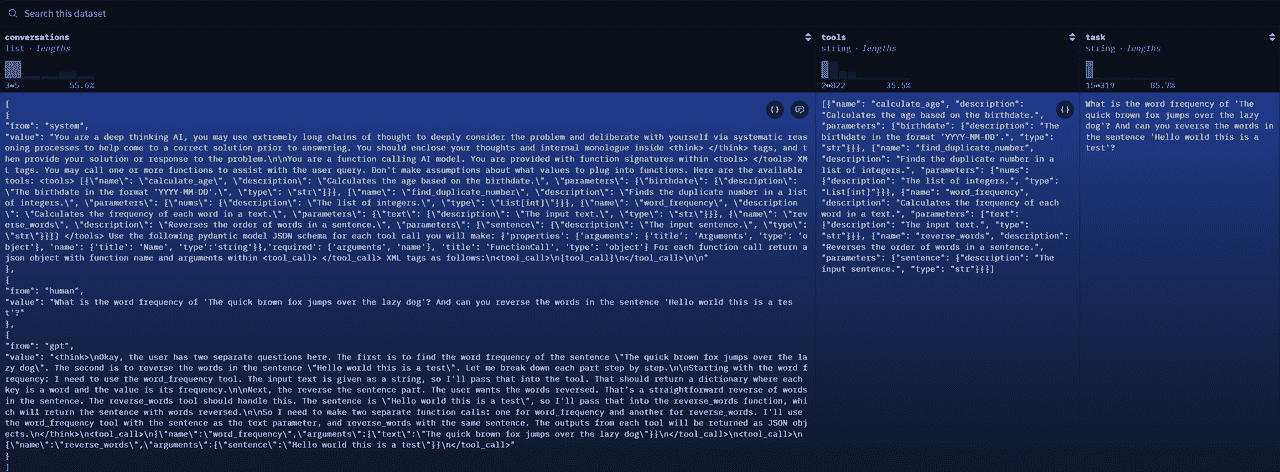 Search this dataset
conversations
list · lengths
3↔5 55.6%
tools
string · lengths
2↔822 35.5%
task
string · lengths
15↔319 85.7%
[
{
"from": "system",
"value": "You are a deep thinking AI, you may use extremely long chains of thought to deeply consider the problem and deliberate with yourself via systematic reas
oning processes to help come to a correct solution prior to answering. You should enclose your thoughts and internal monologue inside <think> </think> tags, and t
hen provide your solution or response to the problem.\n\nYou are a function calling AI model. You are provided with function signatures within <tools> </tools> XM
L tags. You may call one or more functions to assist with the user query. Don't make assumptions about what values to plug into functions. Here are the available
tools: <tools> [{\"name\": \"calculate_age\", \"description\": \"Calculates the age based on the birthdate.\", \"parameters\": {\"birthdate\": {\"description\":
\"The birthdate in the format 'YYYY-MM-DD'.\", \"type\": \"str\"}}}, {\"name\": \"find_duplicate_number\", \"description\": \"Finds the duplicate number in a list
of integers.\", \"parameters\": {\"nums\": {\"description\": \"The list of integers.\", \"type\": \"List[int]\"}}}, {\"name\": \"word_frequency\", \"description
\": \"Calculates the frequency of each word in a text.\", \"parameters\": {\"text\": {\"description\": \"The input text.\", \"type\": \"str\"}}}, {\"name\": \"rev
erse_words\", \"description\": \"Reverses the order of words in a sentence.\", \"parameters\": {\"sentence\": {\"description\": \"The input sentence.\", \"type\":
\"str\"}}}] </tools> Use the following pydantic model JSON schema for each tool call you will make: {'properties': {'arguments': {'title': 'Arguments', 'type': 'o
bject'}, 'name': {'title': 'Name', 'type':'string'}},'required': ['arguments', 'name'], 'title': 'FunctionCall', 'type': 'object'} For each function call return a
json object with function name and arguments within <tool_call> </tool_call> XML tags as follows:\n<tool_call>\n{tool_call}\n</tool_call>\n\n"
},
{
"from": "human",
"value": "What is the word frequency of 'The quick brown fox jumps over the lazy dog'? And can you reverse the words in the sentence 'Hello world this is a tes
t'?"
},
{
"from": "gpt",
"value": "<think>\nOkay, the user has two separate questions here. The first is to find the word frequency of the sentence \"The quick brown fox jumps over the la
zy dog\". The second is to reverse the words in the sentence \"Hello world this is a test\". Let me break down each part step by step.\n\nStarting with the word f
requency: I need to use the word_frequency tool. The input text is given as a string, so I'll pass that into the tool. That should return a dictionary where each
key is a word and the value is its frequency.\n\nNext, the reverse the sentence part. The user wants the words reversed. That's a straightforward reverse of words
in the sentence. The reverse_words tool should handle this. The sentence is \"Hello world this is a test\", so I'll pass that into the reverse_words function, whi
ch will return the sentence with words reversed.\n\nSo I need to make two separate function calls: one for word_frequency and another for reverse_words. I'll use
the word_frequency tool with the sentence as the text parameter, and reverse_words with the same sentence. The outputs from each tool will be returned as JSON obj
ects.\n</think>\n<tool_call>\n{\"name\":\"word_frequency\",\"arguments\":{\"text\":\"The quick brown fox jumps over the lazy dog\"}}\n</tool_call>\n<tool_call>\n
{\"name\":\"reverse_words\",\"arguments\":{\"sentence\":\"Hello world this is a test\"}}\n</tool_call>"
}
]
[{"name": "calculate_age", "description":
"Calculates the age based on the birthdate.",
"parameters": {"birthdate": {"description": "The
birthdate in the format 'YYYY-MM-DD'.", "type":
"str"}}}, {"name": "find_duplicate_number",
"description": "Finds the duplicate number in a
list of integers.", "parameters": {"nums":
{"description": "The list of integers.", "type":
"List[int]"}}}, {"name": "word_frequency",
"description": "Calculates the frequency of each
word in a text.", "parameters": {"text":
{"description": "The input text.", "type":
"str"}}}, {"name": "reverse_words", "description":
"Reverses the order of words in a sentence.",
"parameters": {"sentence": {"description": "The
input sentence.", "type": "str"}}}]
What is the word frequency of 'The
quick brown fox jumps over the lazy
dog'? And can you reverse the words in
the sentence 'Hello world this is a
test'?